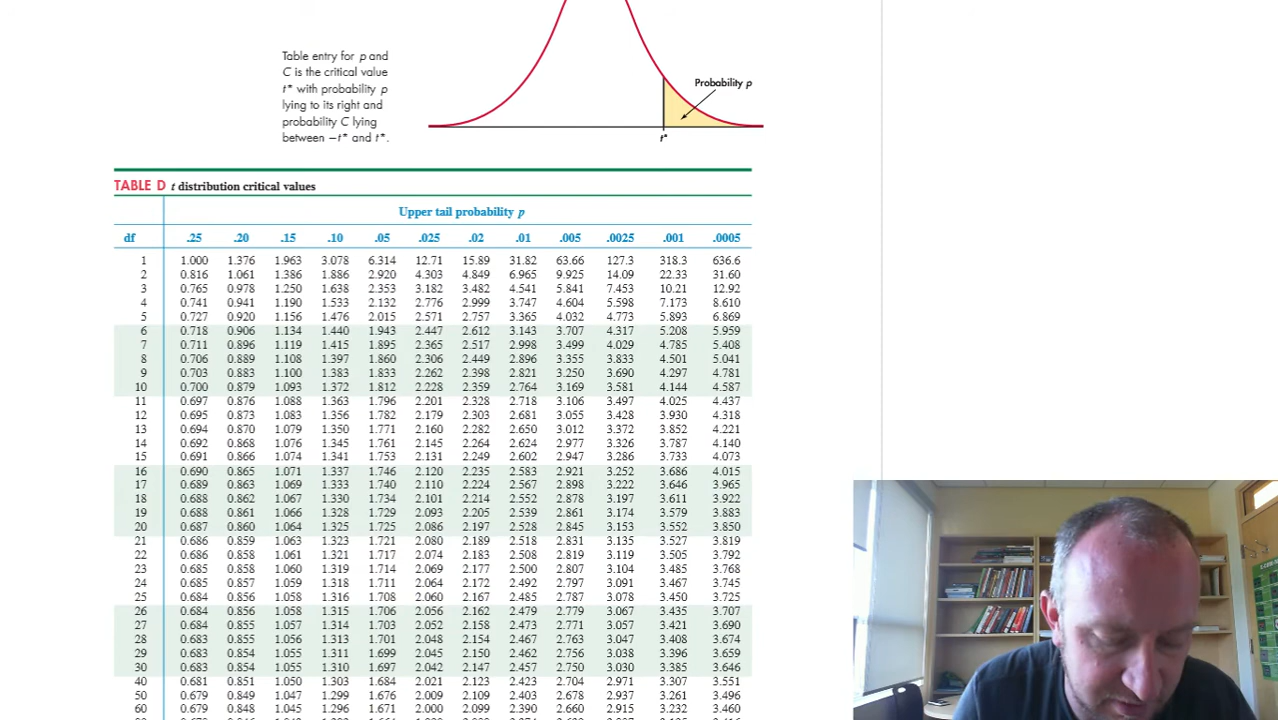 Table entry for p and
C is the critical value
t* with probability p
lying to its right and
probability C lying
between −t* and t*.
Probability p
t*
TABLE D t distribution critical values
Upper tail probability p
df .25 .20 .15 .10 .05 .025 .02 .01 .005 .0025 .001 .0005
1 1.000 1.376 1.963 3.078 6.314 12.71 15.89 31.82 63.66 127.3 318.3 636.6
2 0.816 1.061 1.386 1.886 2.920 4.303 4.849 6.965 9.925 14.09 22.33 31.60
3 0.765 0.978 1.250 1.638 2.353 3.182 3.482 4.541 5.841 7.453 10.21 12.92
4 0.741 0.941 1.190 1.533 2.132 2.776 2.999 3.747 4.604 5.598 7.173 8.610
5 0.727 0.920 1.156 1.476 2.015 2.571 2.757 3.365 4.032 4.773 5.893 6.869
6 0.718 0.906 1.134 1.440 1.943 2.447 2.612 3.143 3.707 4.317 5.208 5.959
7 0.711 0.896 1.119 1.415 1.895 2.365 2.517 2.998 3.499 4.029 4.785 5.408
8 0.706 0.889 1.108 1.397 1.860 2.306 2.449 2.896 3.355 3.833 4.501 5.041
9 0.703 0.883 1.100 1.383 1.833 2.262 2.398 2.821 3.250 3.690 4.297 4.781
10 0.700 0.879 1.093 1.372 1.812 2.228 2.359 2.764 3.169 3.581 4.144 4.587
11 0.697 0.876 1.088 1.363 1.796 2.201 2.328 2.718 3.106 3.497 4.025 4.437
12 0.695 0.873 1.083 1.356 1.782 2.179 2.303 2.681 3.055 3.428 3.930 4.318
13 0.694 0.870 1.079 1.350 1.771 2.160 2.282 2.650 3.012 3.372 3.852 4.221
14 0.692 0.868 1.076 1.345 1.761 2.145 2.264 2.624 2.977 3.326 3.787 4.140
15 0.691 0.866 1.074 1.341 1.753 2.131 2.249 2.602 2.947 3.286 3.733 4.073
16 0.690 0.865 1.071 1.337 1.746 2.120 2.235 2.583 2.921 3.252 3.686 4.015
17 0.689 0.863 1.069 1.333 1.740 2.110 2.224 2.567 2.898 3.222 3.646 3.965
18 0.688 0.862 1.067 1.330 1.734 2.101 2.214 2.552 2.878 3.197 3.611 3.922
19 0.688 0.861 1.066 1.328 1.729 2.093 2.205 2.539 2.861 3.174 3.579 3.883
20 0.687 0.860 1.064 1.325 1.725 2.086 2.197 2.528 2.845 3.153 3.552 3.850
21 0.686 0.859 1.063 1.323 1.721 2.080 2.189 2.518 2.831 3.135 3.527 3.819
22 0.686 0.858 1.061 1.321 1.717 2.074 2.183 2.508 2.819 3.119 3.505 3.792
23 0.685 0.858 1.060 1.319 1.714 2.069 2.177 2.500 2.807 3.104 3.485 3.768
24 0.685 0.857 1.059 1.318 1.711 2.064 2.172 2.492 2.797 3.091 3.467 3.745
25 0.684 0.856 1.058 1.316 1.708 2.060 2.167 2.485 2.787 3.078 3.450 3.725
26 0.684 0.856 1.058 1.315 1.706 2.056 2.162 2.479 2.779 3.067 3.435 3.707
27 0.684 0.855 1.057 1.314 1.703 2.052 2.158 2.473 2.771 3.057 3.421 3.690
28 0.683 0.855 1.056 1.313 1.701 2.048 2.154 2.467 2.763 3.047 3.408 3.674
29 0.683 0.854 1.055 1.311 1.699 2.045 2.150 2.462 2.756 3.038 3.396 3.659
30 0.683 0.854 1.055 1.310 1.697 2.042 2.147 2.457 2.750 3.030 3.385 3.646
40 0.681 0.851 1.050 1.303 1.684 2.021 2.123 2.423 2.704 2.971 3.307 3.551
50 0.679 0.849 1.047 1.299 1.676 2.009 2.109 2.403 2.678 2.937 3.261 3.496
60 0.679 0.848 1.045 1.296 1.671 2.000 2.099 2.390 2.660 2.915 3.232 3.460